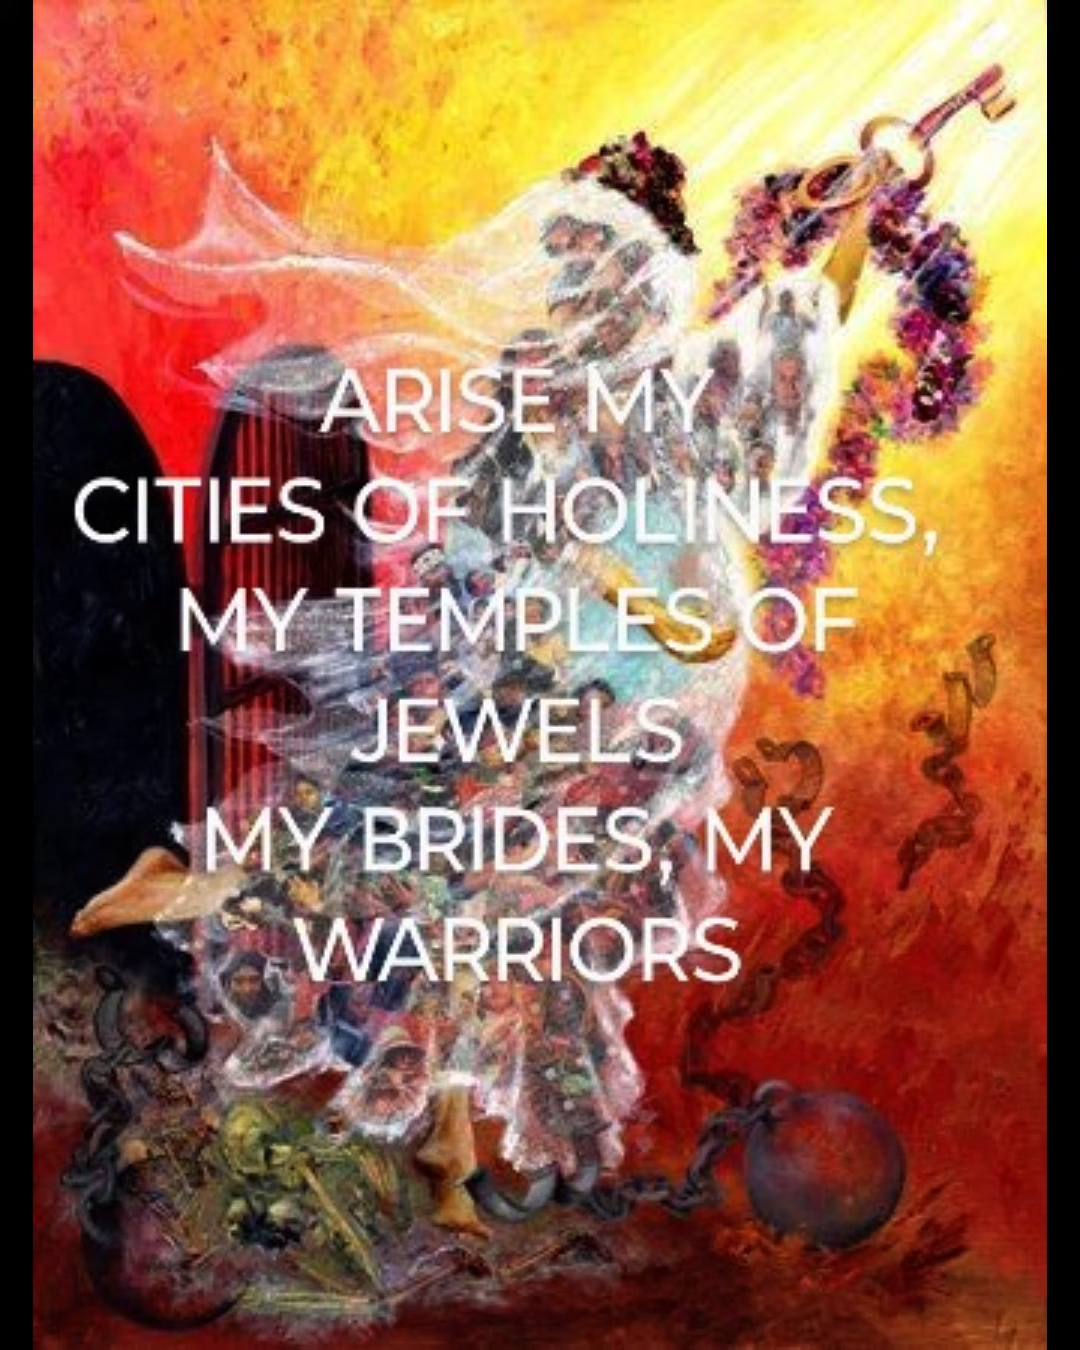 ARISE MY
CITIES OF HOLINESS,
MY TEMPLES OF
JEWELS
MY BRIDES, MY
WARRIORS